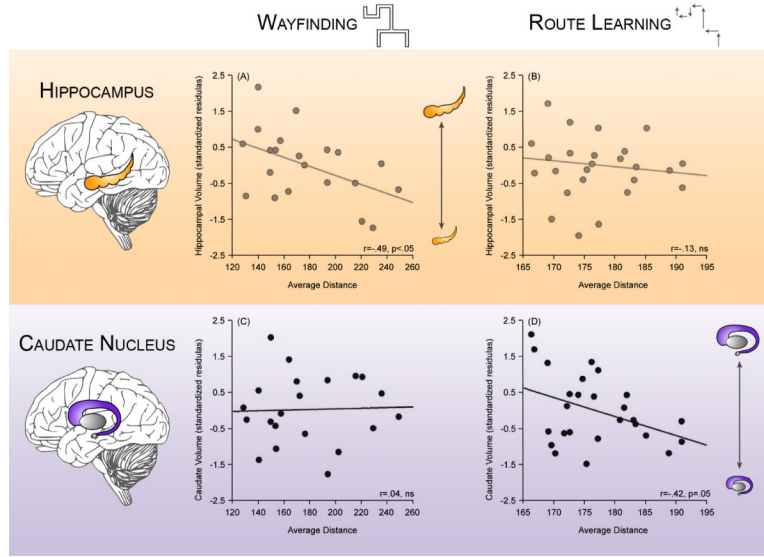 WAYFINDING
ROUTE LEARNING
HIPPOCAMPUS
(A)
Hippocampal Volume (standardized residulas)
2.5
1.5
0.5
-0.5
-1.5
-2.5
r=-.49, p<.05
120 140 160 180 200 220 240 260
Average Distance
(B)
Hippocampal Volume (standardized residulas)
2.5
1.5
0.5
-0.5
-1.5
-2.5
r=-.13, ns
165 170 175 180 185 190 195
Average Distance
CAUDATE NUCLEUS
(C)
Caudate Volume (standardized residulas)
2.5
1.5
0.5
-0.5
-1.5
2.5
r=.04, ns
120 140 160 180 200 220 240 260
Average Distance
(D)
Caudate Volume (standardized residulas)
2.5
1.5
0.5
-0.5
-1.5
-2.5
r=-.42, p=.05
165 170 175 180 185 190 195
Average Distance